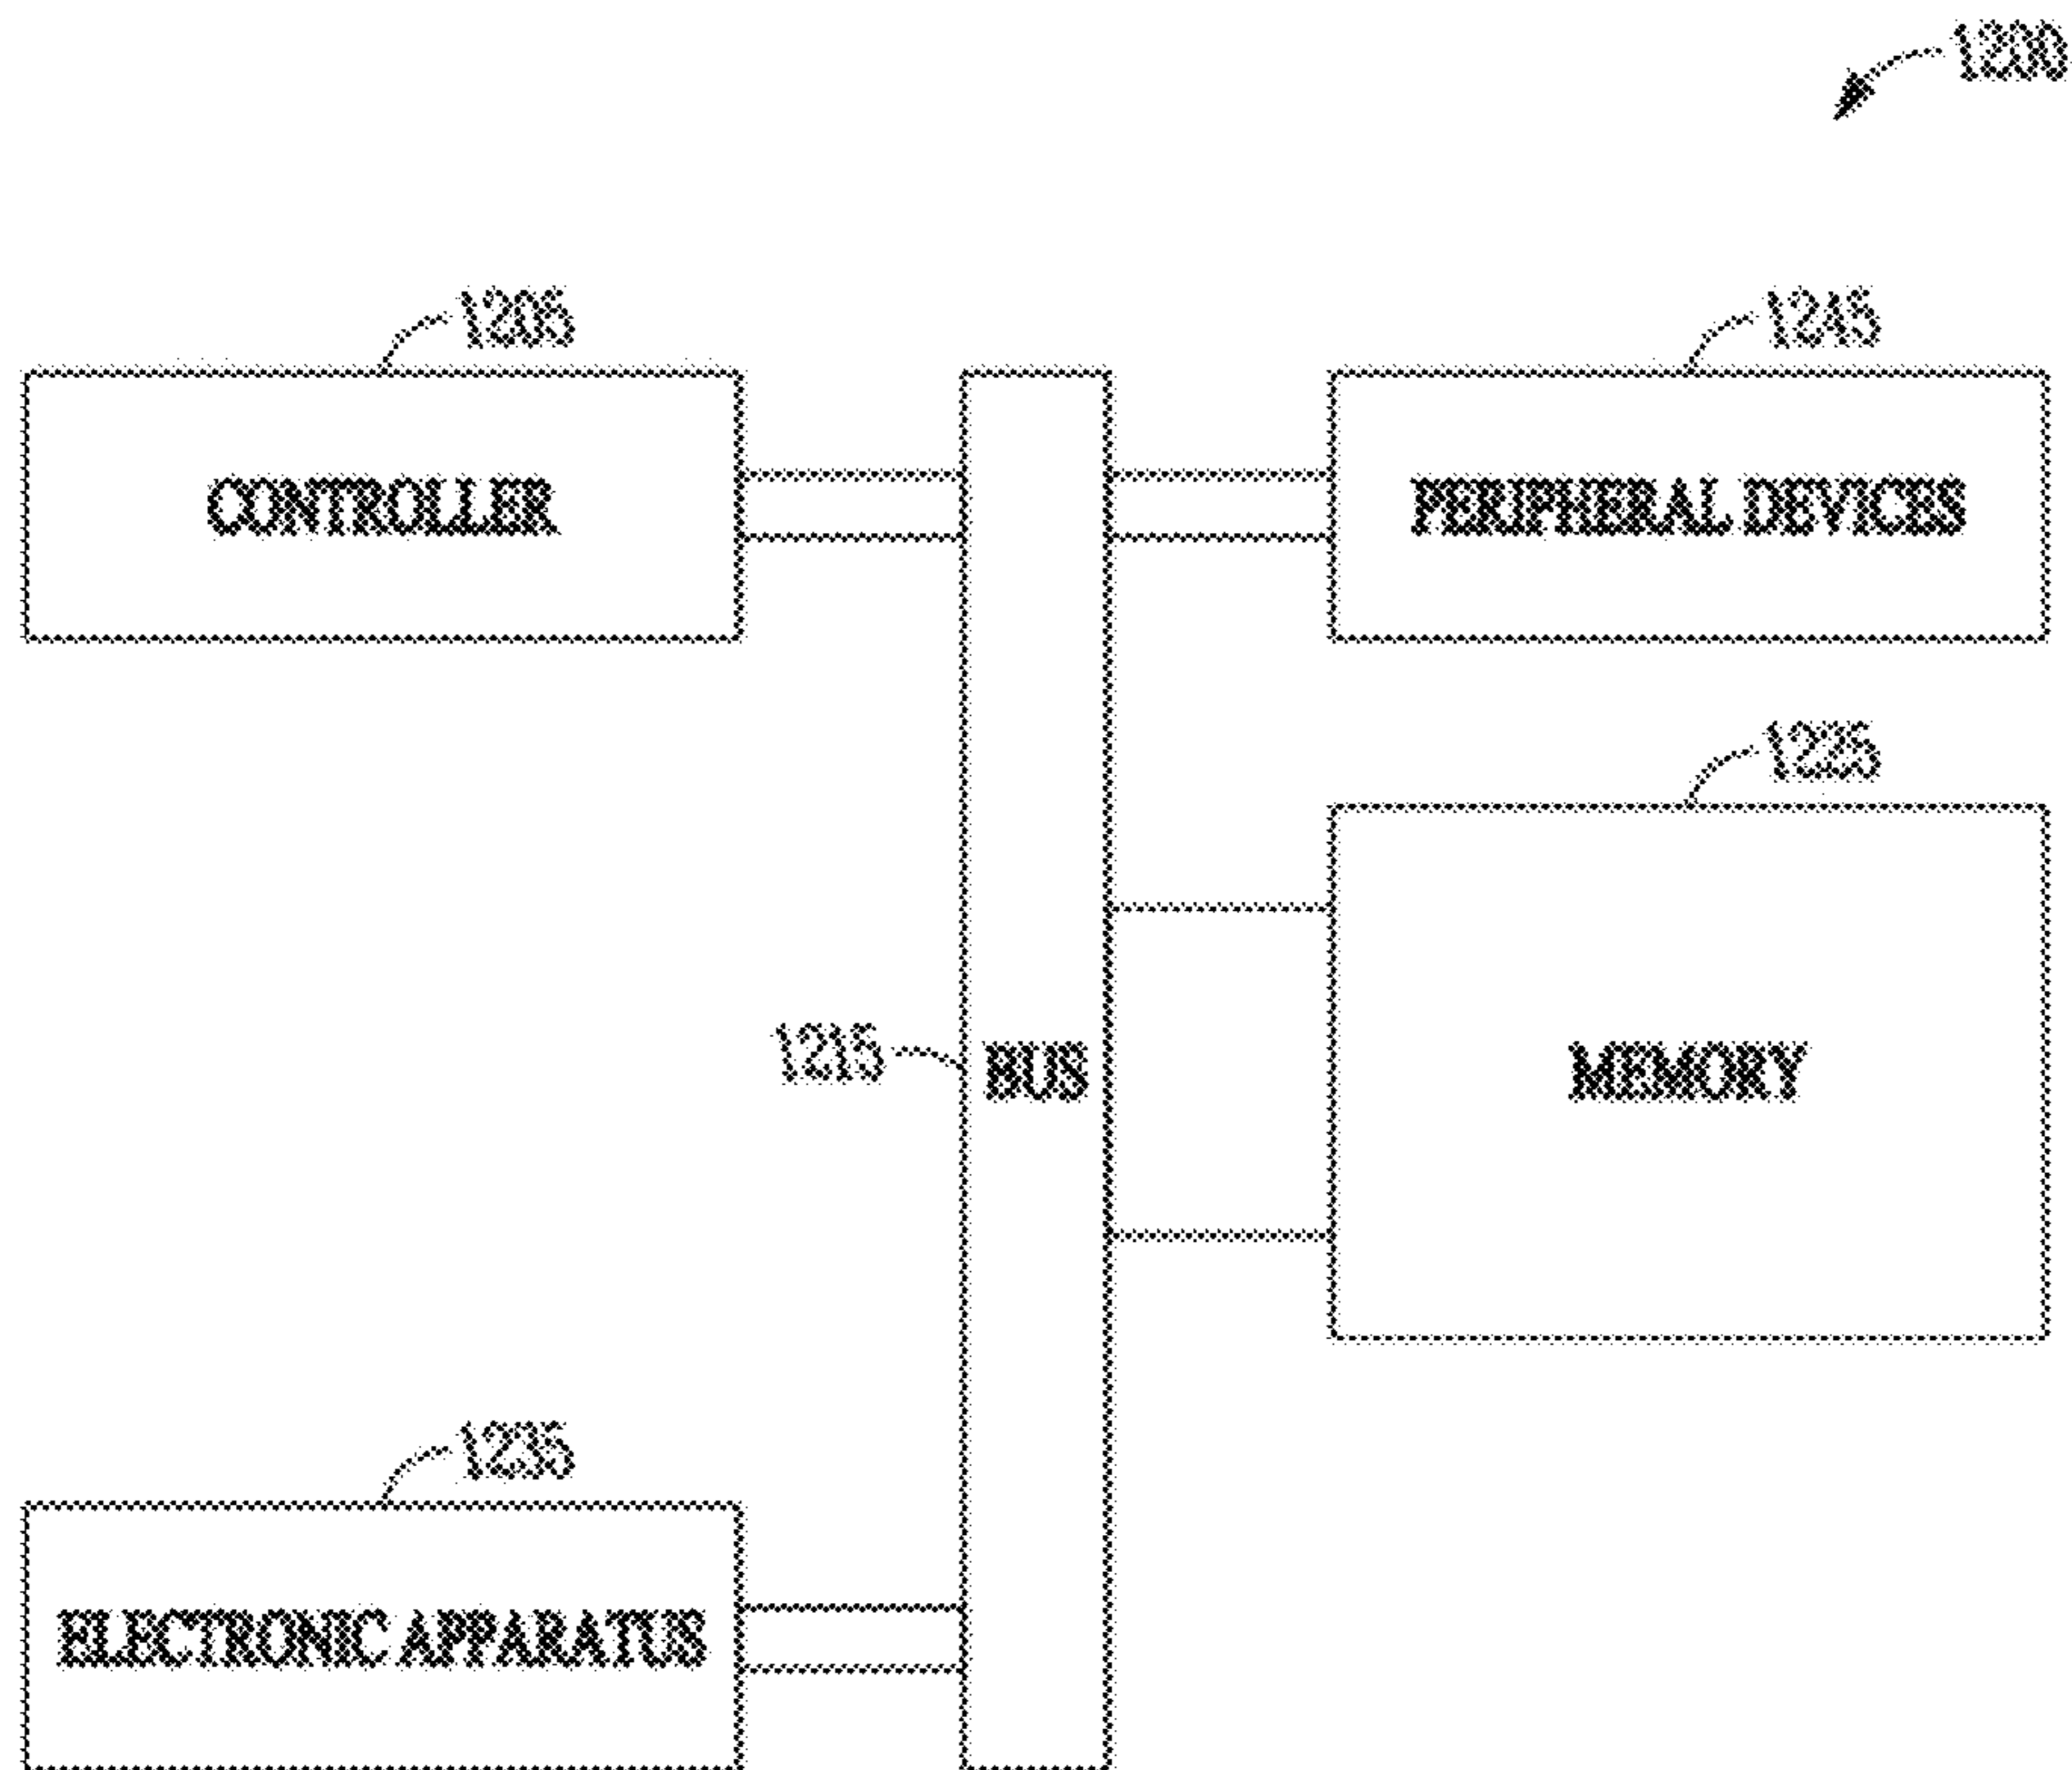 1200
1205
1245
CONTROLLER
PERIPHERAL DEVICES
1225
1215
BUS
MEMORY
1235
ELECTRONIC APPARATUS